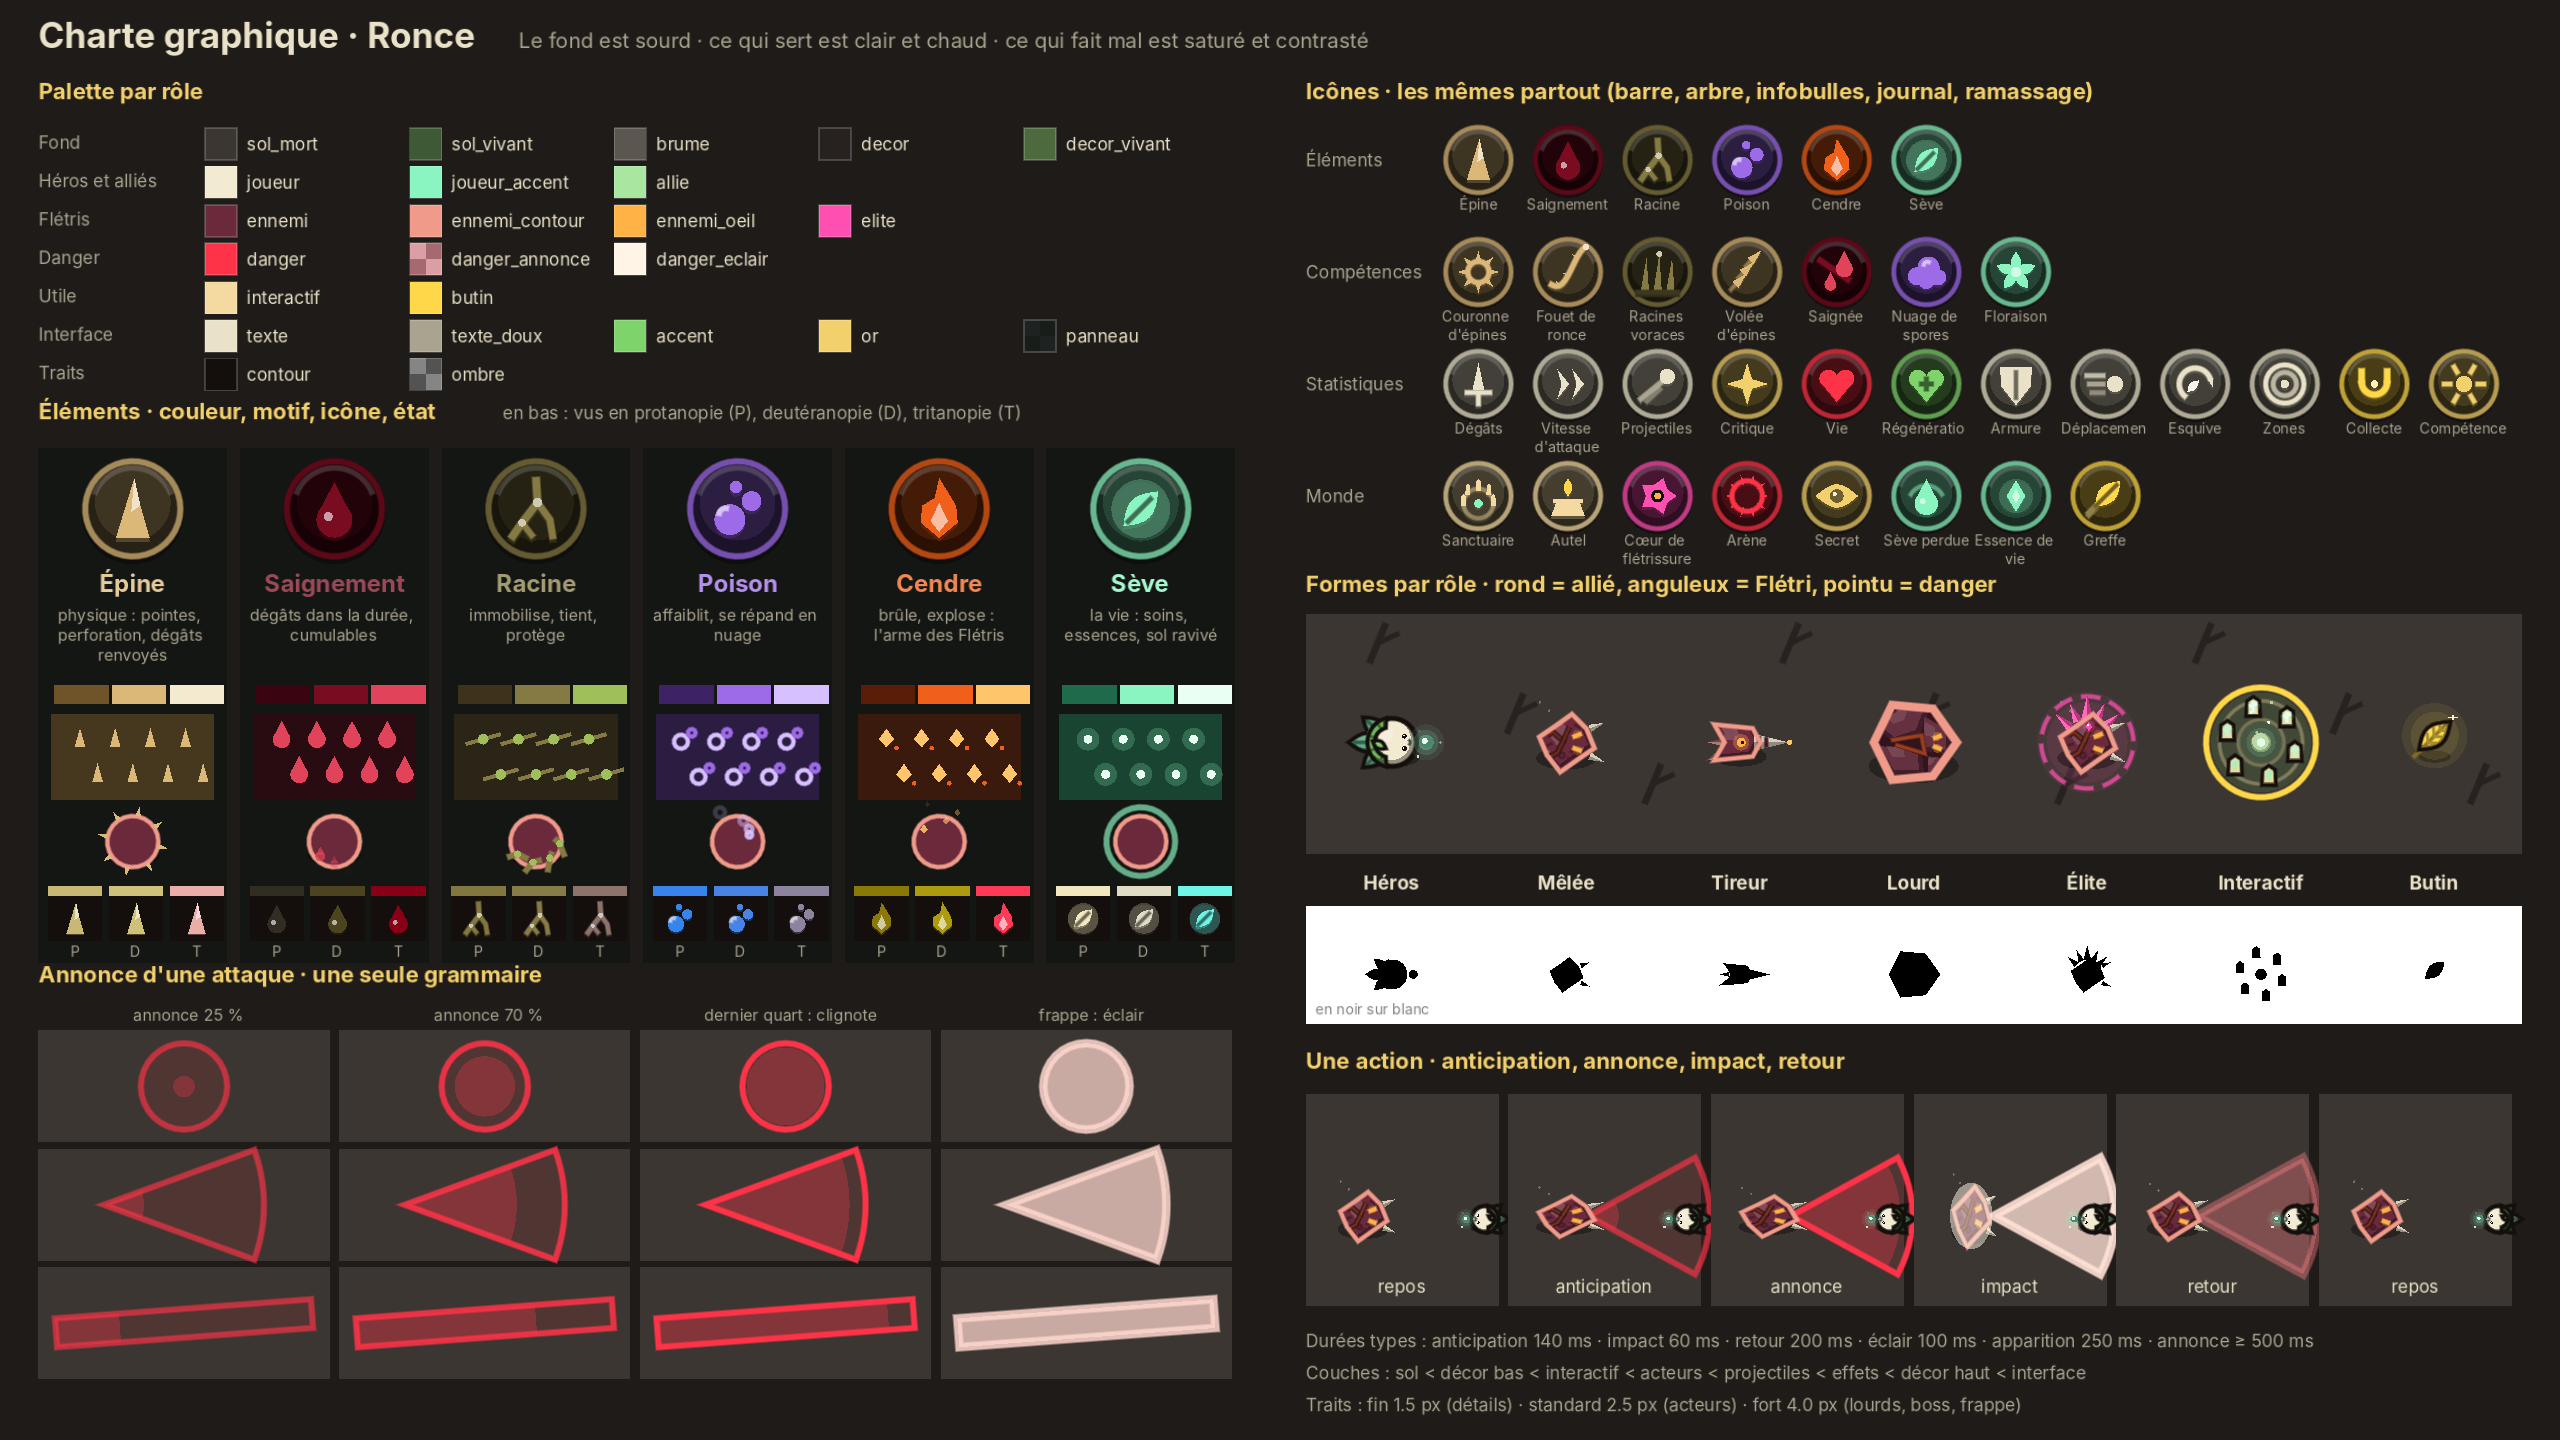 Charte graphique · Ronce
Le fond est sourd · ce qui sert est clair et chaud · ce qui fait mal est saturé et contrasté
Palette par rôle
Fond
sol_mort
sol_vivant
brume
decor
decor_vivant
Héros et alliés
joueur
joueur_accent
allie
Flétris
ennemi
ennemi_contour
ennemi_oeil
elite
Danger
danger
danger_annonce
danger_eclair
Utile
interactif
butin
Interface
texte
texte_doux
accent
or
panneau
Traits
contour
ombre
Éléments · couleur, motif, icône, état
en bas : vus en protanopie (P), deutéranopie (D), tritanopie (T)
Épine
physique : pointes,
perforation, dégâts
renvoyés
P D T
Saignement
dégâts dans la durée,
cumulables
P D T
Racine
immobilise, tient,
protège
P D T
Poison
affaiblit, se répand en
nuage
P D T
Cendre
brûle, explose :
l'arme des Flétris
P D T
Sève
la vie : soins,
essences, sol ravivé
P D T
Annonce d'une attaque · une seule grammaire
annonce 25 %
annonce 70 %
dernier quart : clignote
frappe : éclair
Icônes · les mêmes partout (barre, arbre, infobulles, journal, ramassage)
Éléments
Épine
Saignement
Racine
Poison
Cendre
Sève
Compétences
Couronne
d'épines
Fouet de
ronce
Racines
voraces
Volée
d'épines
Saignée
Nuage de
spores
Floraison
Statistiques
Dégâts
Vitesse
d'attaque
Projectiles
Critique
Vie
Régénératio
Armure
Déplacemen
Esquive
Zones
Collecte
Compétence
Monde
Sanctuaire
Autel
Cœur de
flétrissure
Arène
Secret
Sève perdue
Essence de
vie
Greffe
Formes par rôle · rond = allié, anguleux = Flétri, pointu = danger
Héros
Mêlée
Tireur
Lourd
Élite
Interactif
Butin
en noir sur blanc
Une action · anticipation, annonce, impact, retour
repos
anticipation
annonce
impact
retour
repos
Durées types : anticipation 140 ms · impact 60 ms · retour 200 ms · éclair 100 ms · apparition 250 ms · annonce ≥ 500 ms
Couches : sol < décor bas < interactif < acteurs < projectiles < effets < décor haut < interface
Traits : fin 1.5 px (détails) · standard 2.5 px (acteurs) · fort 4.0 px (lourds, boss, frappe)